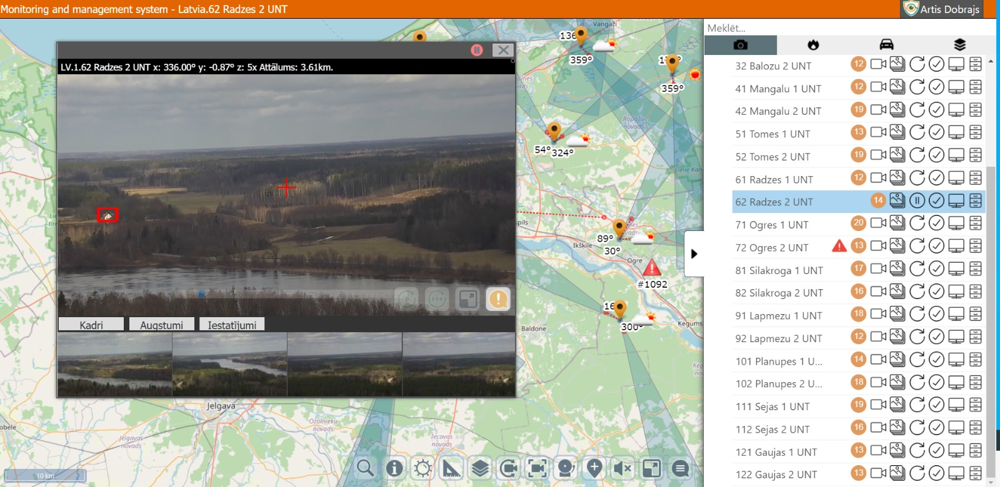 Monitoring and management system - Latvia.62 Radzes 2 UNT
Artis Dobrajs
Meklēt...
LV.1.62 Radzes 2 UNT x: 336.00° y: -0.87° z: 5x Attālums: 3.61km.
Kadri
Augstumi
Iestatījumi
Vangaži
136
359°
359°
Ropažu
novads
54°
324°
89°
30°
Ikšķile
Ogre
#1092
300°
Baldone
Ķegums
Jelgava
Ozolnieku
novads
Jelgavas
novads
Iecavas
novads
10 km
32 Balozu 2 UNT 12
41 Mangalu 1 UNT 12
42 Mangalu 2 UNT 19
51 Tomes 1 UNT 13
52 Tomes 2 UNT 19
61 Radzes 1 UNT 12
62 Radzes 2 UNT 14
71 Ogres 1 UNT 20
72 Ogres 2 UNT 13
81 Silakroga 1 UNT 17
82 Silakroga 2 UNT 16
91 Lapmezu 1 UNT 18
92 Lapmezu 2 UNT 12
101 Planupes 1 U... 14
102 Planupes 2 U... 18
111 Sejas 1 UNT 19
112 Sejas 2 UNT 16
121 Gaujas 1 UNT 13
122 Gaujas 2 UNT 13